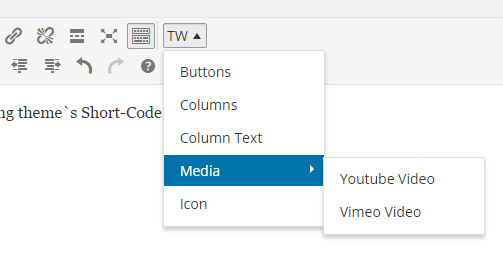 TW
Buttons
Columns
ng theme`s Short-Code
Column Text
Media
Youtube Video
Icon
Vimeo Video